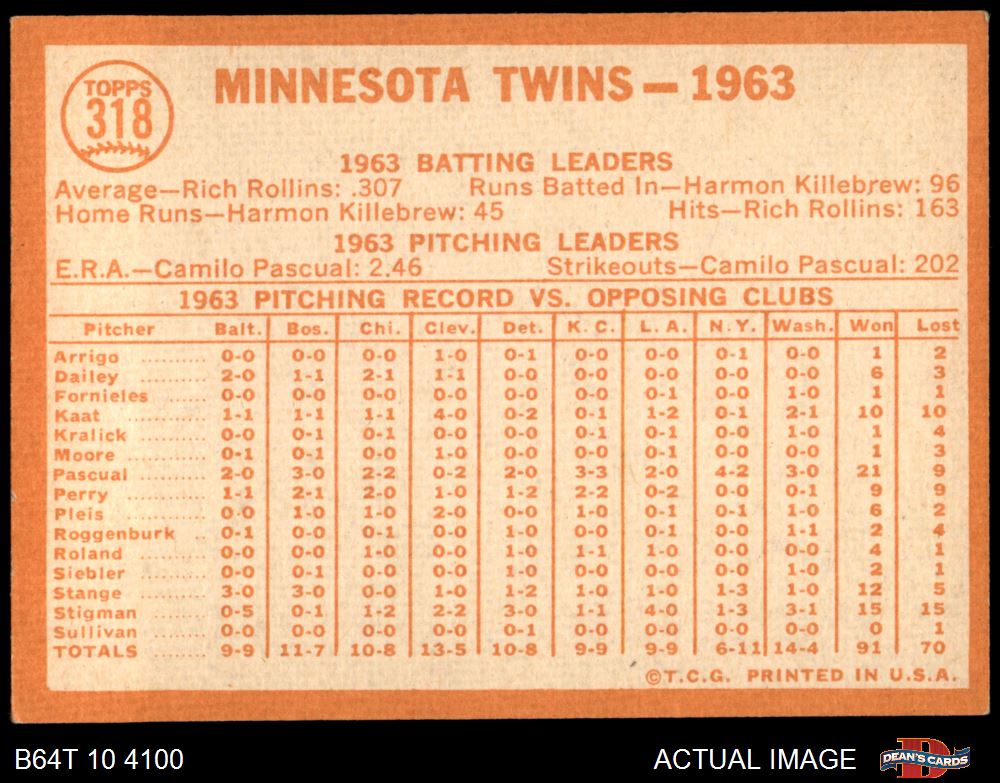 TOPPS
318
MINNESOTA TWINS — 1963
1963 BATTING LEADERS
Average—Rich Rollins: .307 Runs Batted In—Harmon Killebrew: 96
Home Runs—Harmon Killebrew: 45 Hits—Rich Rollins: 163
1963 PITCHING LEADERS
E.R.A.—Camilo Pascual: 2.46 Strikeouts—Camilo Pascual: 202
1963 PITCHING RECORD VS. OPPOSING CLUBS
Pitcher Balt. Bos. Chi. Clev. Det. K. C. L. A. N. Y. Wash. Won Lost
Arrigo .......... 0-0 0-0 0-0 1-0 0-1 0-0 0-0 0-1 0-0 1 2
Dailey .......... 2-0 1-1 2-1 1-1 0-0 0-0 0-0 0-0 0-0 6 3
Fornieles ...... 0-0 0-0 0-0 0-0 0-0 0-0 0-1 0-0 1-0 1 1
Kaat .......... 1-1 1-1 1-1 4-0 0-2 0-1 1-2 0-1 2-1 10 10
Kralick ......... 0-0 0-1 0-1 0-0 0-0 0-1 0-1 0-0 1-0 1 4
Moore .......... 0-1 0-1 0-0 1-0 0-0 0-0 0-1 0-0 0-0 1 3
Pascual ........ 2-0 3-0 2-2 0-2 2-0 3-3 2-0 4-2 3-0 21 9
Perry .......... 1-1 2-1 2-0 1-0 1-2 2-2 0-2 0-0 0-1 9 9
Pleis .......... 0-0 1-0 1-0 2-0 0-0 1-0 0-1 0-1 1-0 6 2
Roggenburk .. 0-1 0-0 0-1 0-0 1-0 0-0 0-1 0-0 1-1 2 4
Roland ......... 0-0 0-0 1-0 0-0 1-0 1-1 1-0 0-0 0-0 4 1
Siebler ......... 0-0 0-1 0-0 0-0 1-0 0-0 0-0 0-0 1-0 2 1
Stange ......... 3-0 3-0 0-0 1-0 1-2 1-0 1-0 1-3 1-0 12 5
Stigman ........ 0-5 0-1 1-2 2-2 3-0 1-1 4-0 1-3 3-1 15 15
Sullivan ........ 0-0 0-0 0-0 0-0 0-1 0-0 0-0 0-0 0-0 0 1
TOTALS ........ 9-9 11-7 10-8 13-5 10-8 9-9 9-9 6-11 14-4 91 70
©T.C.G. PRINTED IN U.S.A.
B64T 10 4100 ACTUAL IMAGE DEAN'S CARDS